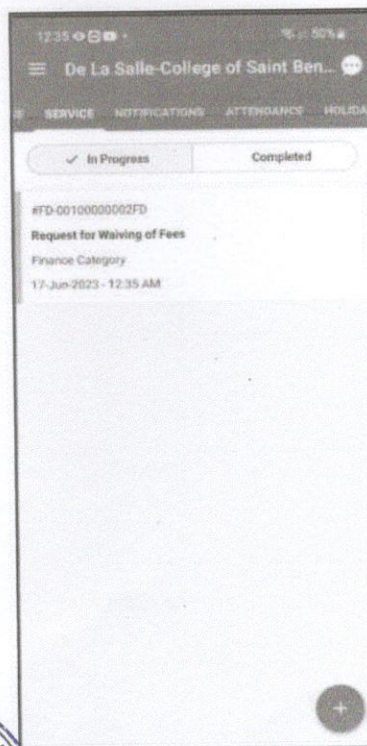 12:35 50%
De La Salle-College of Saint Ben...
SERVICE NOTIFICATIONS ATTENDANCE HOLIDA
In Progress Completed
#FD-00100000002FD
Request for Waiving of Fees
Finance Category
17-Jun-2023 - 12:35 AM
+